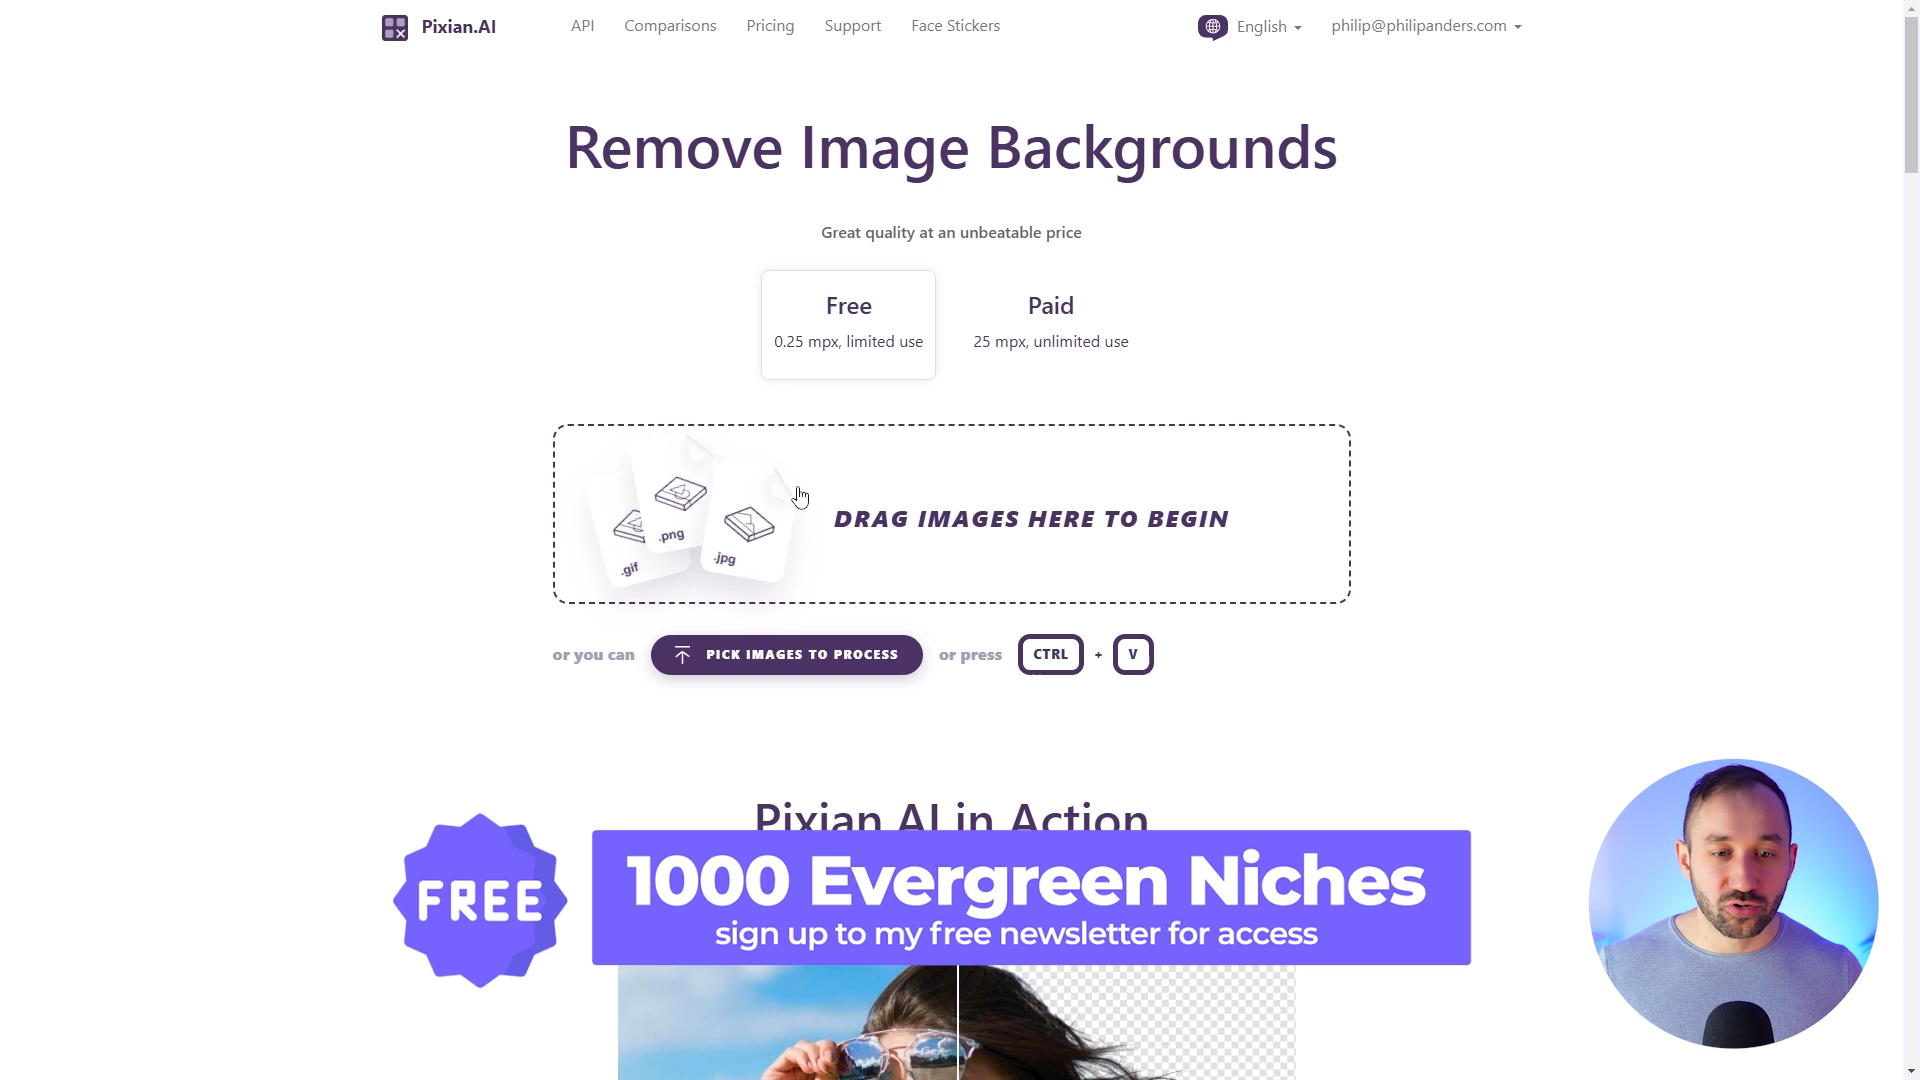 Pixian.AI
API
Comparisons
Pricing
Support
Face Stickers
English
philip@philipanders.com
Remove Image Backgrounds
Great quality at an unbeatable price
Free
0.25 mpx, limited use
Paid
25 mpx, unlimited use
.gif
.png
.jpg
DRAG IMAGES HERE TO BEGIN
or you can
PICK IMAGES TO PROCESS
or press
CTRL
+
V
Pixian AI in Action
FREE
1000 Evergreen Niches
sign up to my free newsletter for access